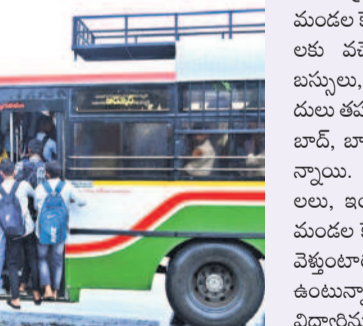 మండల కే
లకు వచే
బస్సులు,
దులు తప
బాద్, బా
న్నాయి.
లలు, ఇం
మండల కే
వెళ్తుంటార
ఉంటున్నా
విద్యార్థిను